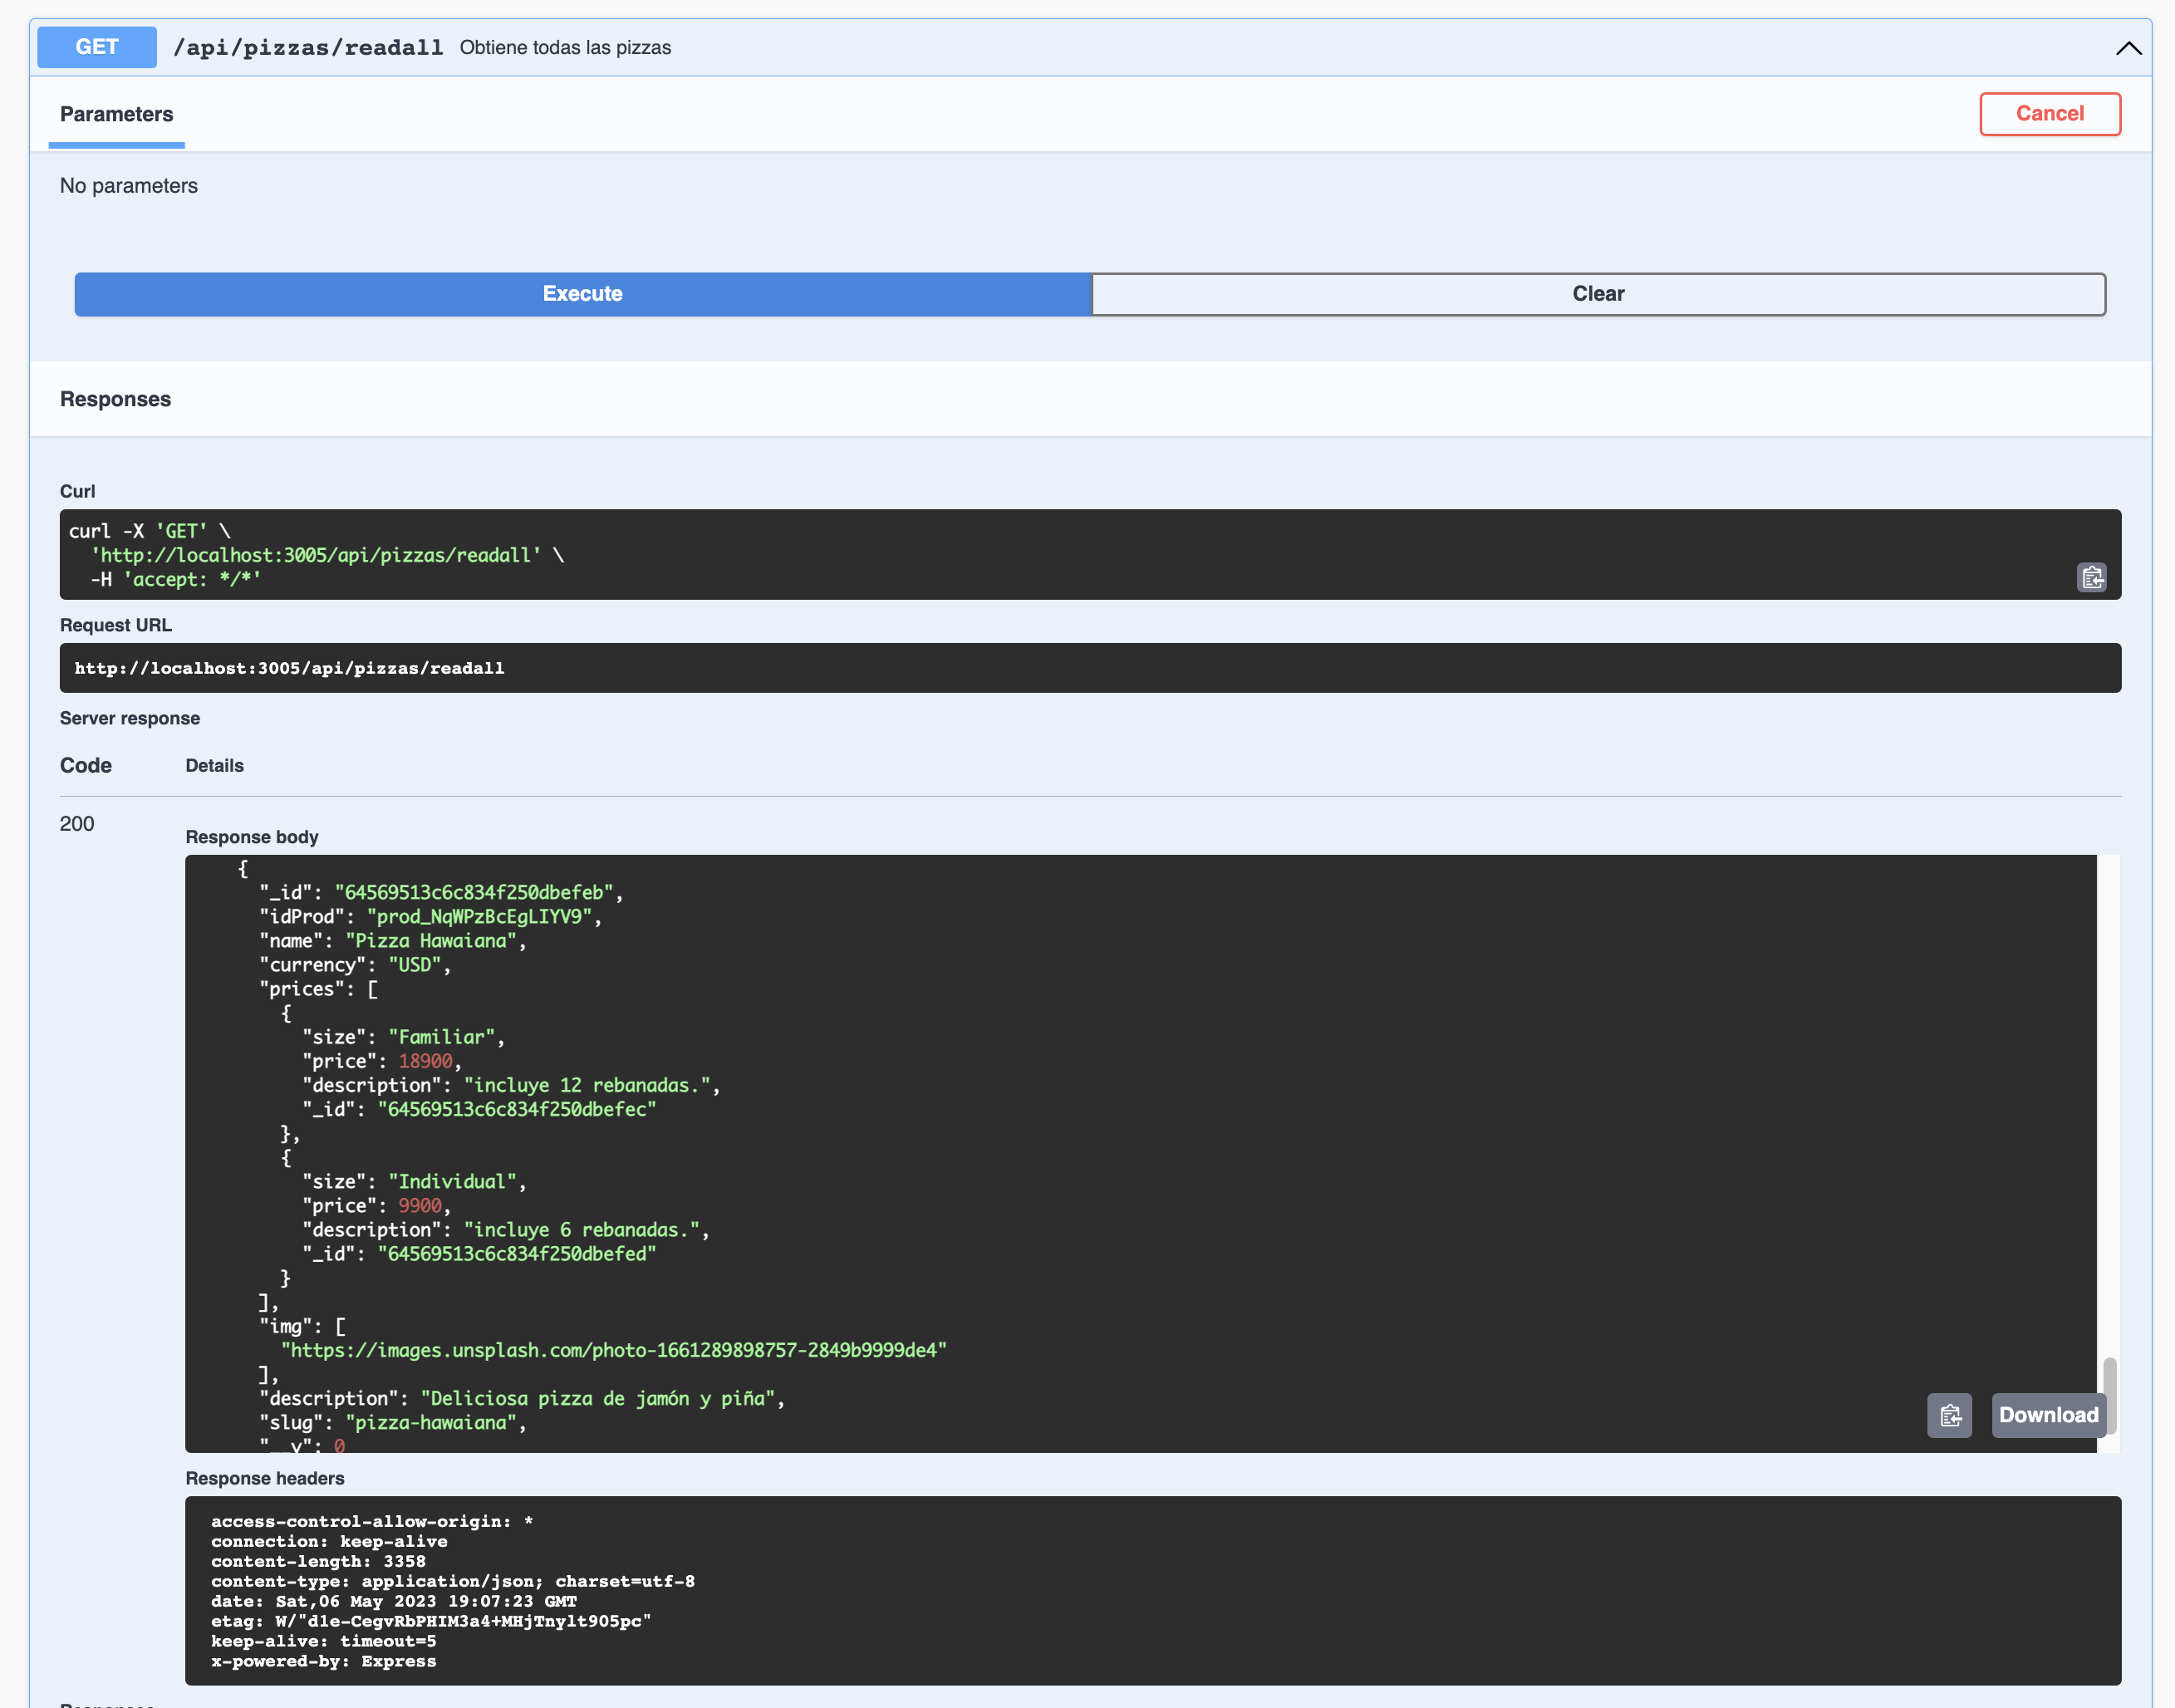 GET /api/pizzas/readall Obtiene todas las pizzas
Parameters
Cancel
No parameters
Execute
Clear
Responses
Curl
curl -X 'GET' \
'http://localhost:3005/api/pizzas/readall' \
-H 'accept: */*'
Request URL
http://localhost:3005/api/pizzas/readall
Server response
Code Details
200
Response body
{
"_id": "64569513c6c834f250dbefeb",
"idProd": "prod_NqWPzBcEgLIYV9",
"name": "Pizza Hawaiana",
"currency": "USD",
"prices": [
{
"size": "Familiar",
"price": 18900,
"description": "incluye 12 rebanadas.",
"_id": "64569513c6c834f250dbefec"
},
{
"size": "Individual",
"price": 9900,
"description": "incluye 6 rebanadas.",
"_id": "64569513c6c834f250dbefed"
}
],
"img": [
"https://images.unsplash.com/photo-1661289898757-2849b9999de4"
],
"description": "Deliciosa pizza de jamón y piña",
"slug": "pizza-hawaiana",
"__v": 0
Download
Response headers
access-control-allow-origin: *
connection: keep-alive
content-length: 3358
content-type: application/json; charset=utf-8
date: Sat,06 May 2023 19:07:23 GMT
etag: W/"d1e-CegvRbPHIM3a4+MHjTnylt905pc"
keep-alive: timeout=5
x-powered-by: Express